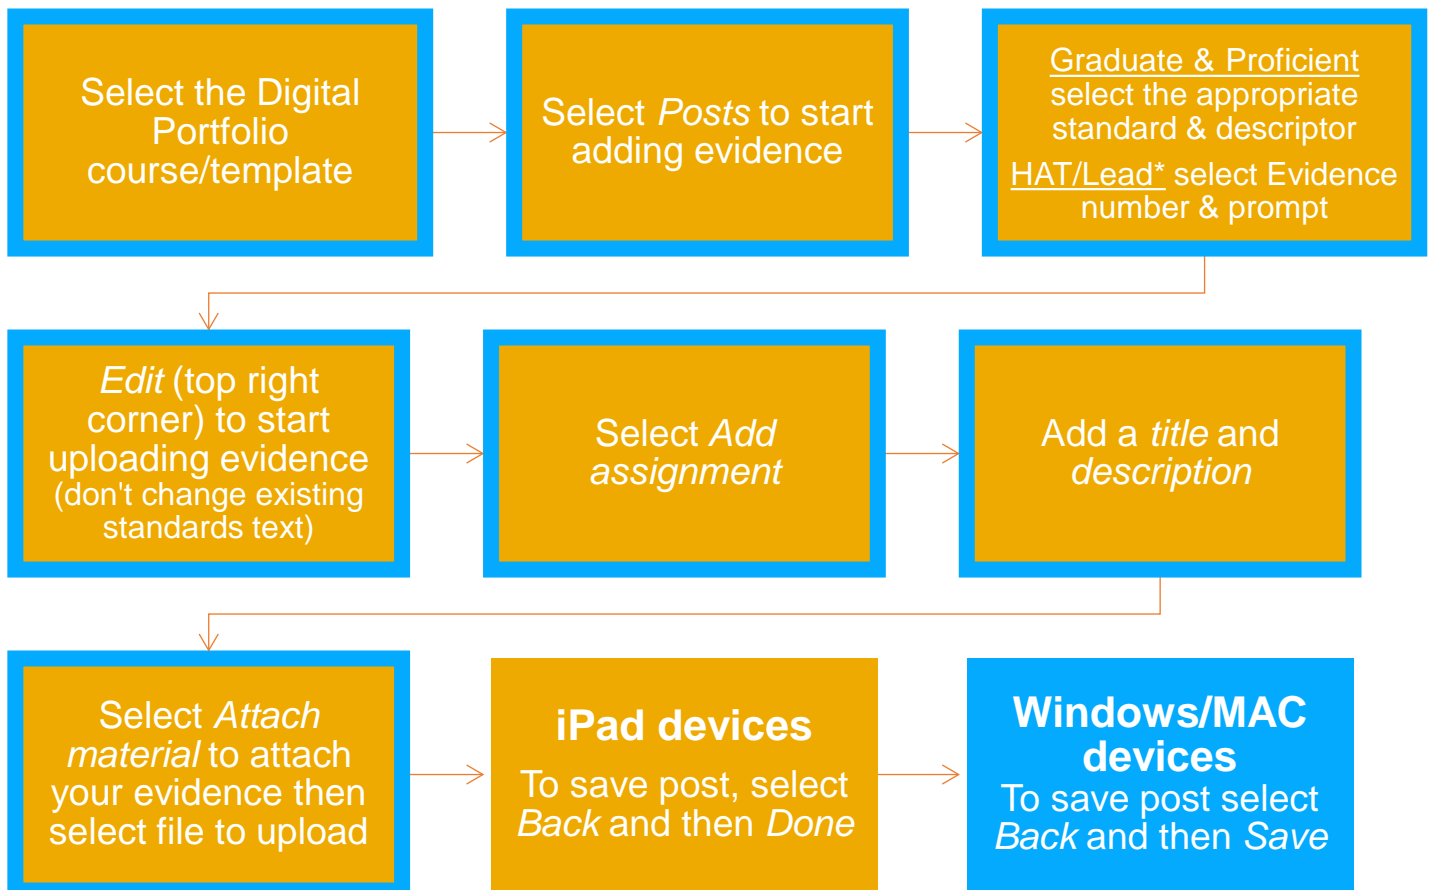 Select the Digital
Portfolio
course/template
Select Posts to start
adding evidence
Graduate & Proficient
select the appropriate
standard & descriptor
HAT/Lead* select Evidence
number & prompt
Edit (top right
corner) to start
uploading evidence
(don't change existing
standards text)
Select Add
assignment
Add a title and
description
Select Attach
material to attach
your evidence then
select file to upload
iPad devices
To save post, select
Back and then Done
Windows/MAC
devices
To save post select
Back and then Save